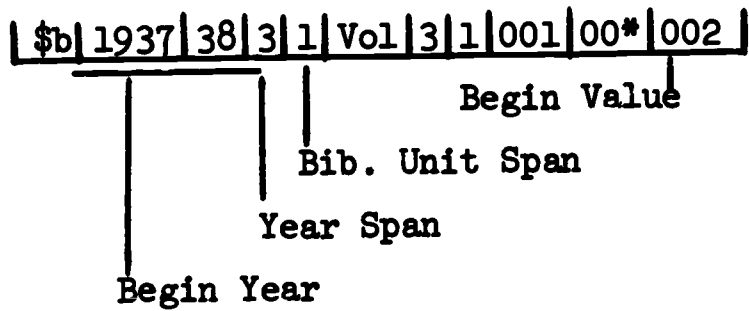 | $b| 1937| 38| 3| 1| Vol | 3| 1| 001| 00*| 002 |
Begin Value
Bib. Unit Span
Year Span
Begin Year